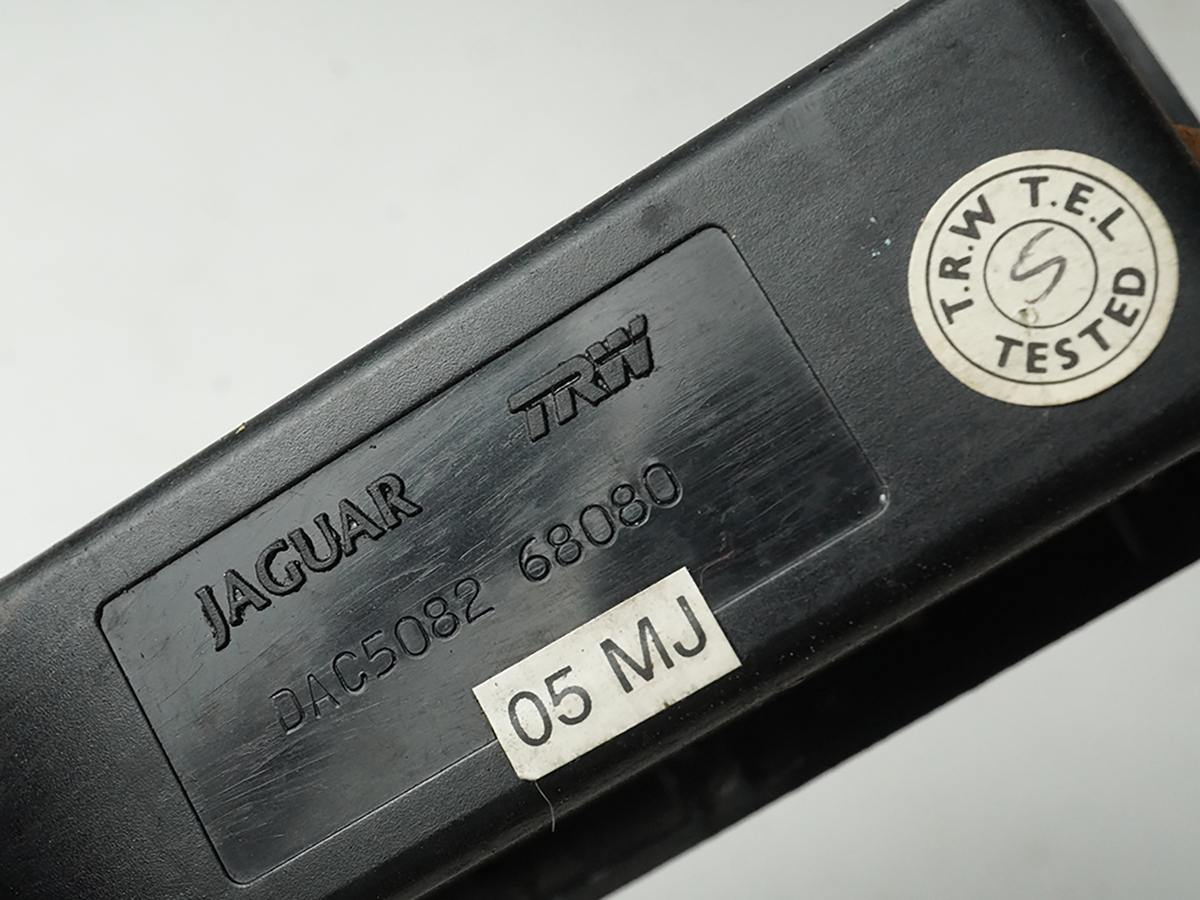 JAGUAR TRW
DAC5082 68080
05 MJ
T.R.W T.E.L
S
TESTED